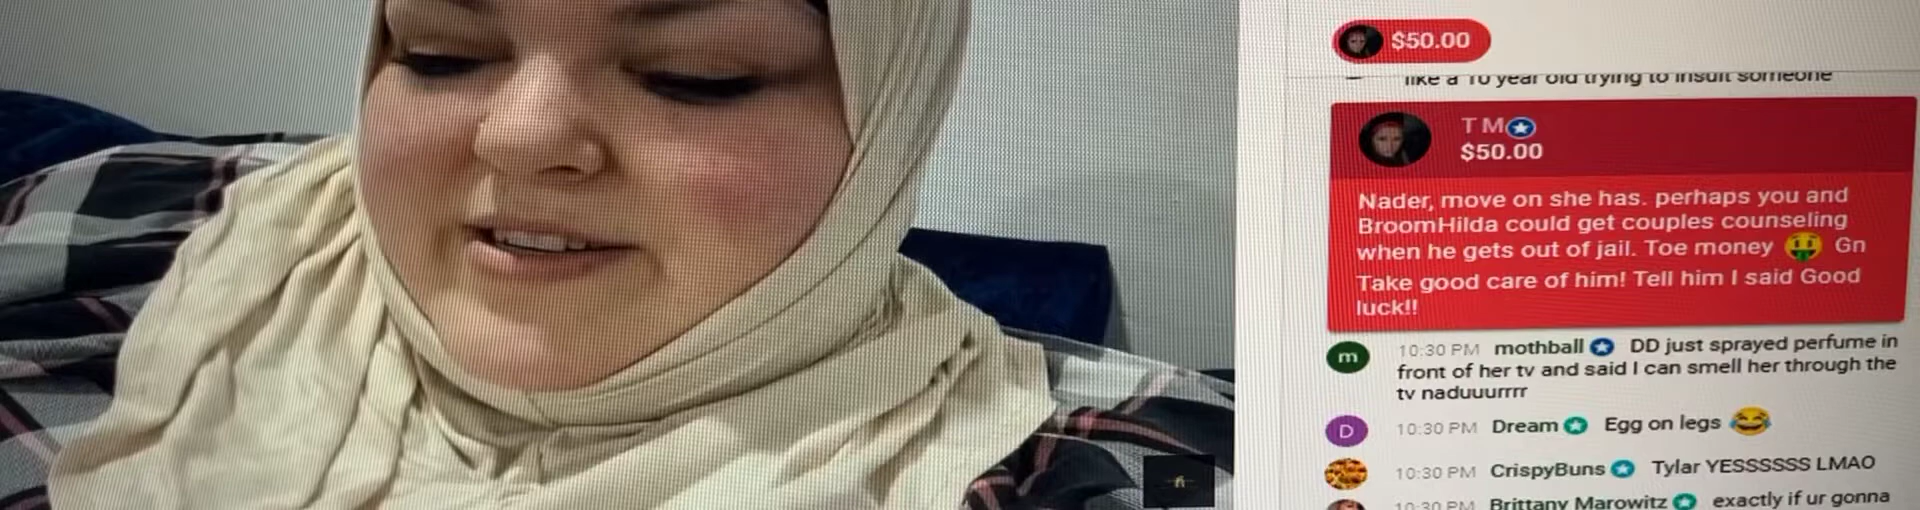 $50.00
like a 10 year old trying to insult someone
T M
$50.00
Nader, move on she has. perhaps you and
BroomHilda could get couples counseling
when he gets out of jail. Toe money 🤑 Gn
Take good care of him! Tell him I said Good
luck!!
m 10:30 PM mothball DD just sprayed perfume in
front of her tv and said I can smell her through the
tv naduuurrrr
D 10:30 PM Dream Egg on legs 😂
10:30 PM CrispyBuns Tylar YESSSSSS LMAO
10:30 PM Brittany Marowitz exactly if ur gonna